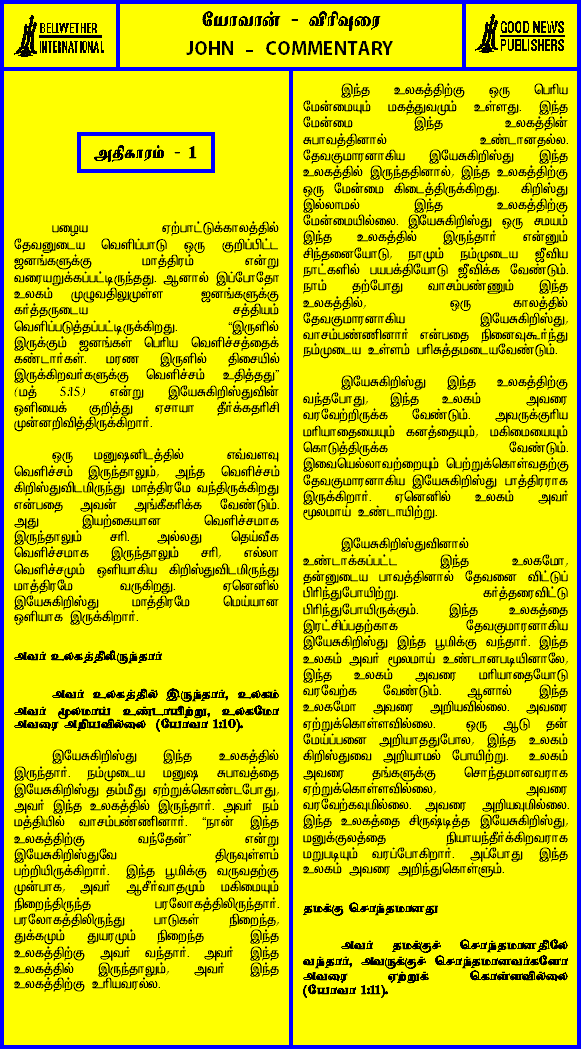 BELWETHER
INTERNATIONAL
யோவான் - விரிவுரை
JOHN - COMMENTARY
GOOD NEWS
PUBLISHERS
அதிகாரம் - 1
பழைய ஏற்பாட்டுக்காலத்தில்
தேவனுடைய வெளிப்பாடு ஒரு குறிப்பிட்ட
ஜனங்களுக்கு மாத்திரம் என்று
வரையறுக்கப்பட்டிருந்தது. ஆனால் இப்போதோ
உலகம் முழுவதிலுமுள்ள ஜனங்களுக்கு
கர்த்தருடைய சத்தியம்
வெளிப்படுத்தப்பட்டிருக்கிறது. “இருளில்
இருக்கும் ஜனங்கள் பெரிய வெளிச்சத்தைக்
கண்டார்கள். மரண இருளில் திசையில்
இருக்கிறவர்களுக்கு வெளிச்சம் உதித்தது”
(மத் 5:15) என்று இயேசுகிறிஸ்துவின்
ஒளியைக் குறித்து ஏசாயா தீர்க்கதரிசி
முன்னறிவித்திருக்கிறார்.
ஒரு மனுஷனிடத்தில் எவ்வளவு
வெளிச்சம் இருந்தாலும், அந்த வெளிச்சம்
கிறிஸ்துவிடமிருந்து மாத்திரமே வந்திருக்கிறது
என்பதை அவன் அங்கீகரிக்க வேண்டும்.
அது இயற்கையான வெளிச்சமாக
இருந்தாலும் சரி. அல்லது தெய்வீக
வெளிச்சமாக இருந்தாலும் சரி, எல்லா
வெளிச்சமும் ஒளியாகிய கிறிஸ்துவிடமிருந்து
மாத்திரமே வருகிறது. ஏனெனில்
இயேசுகிறிஸ்து மாத்திரமே மெய்யான
ஒளியாக இருக்கிறார்.
அவர் உலகத்திலிருந்தார்
அவர் உலகத்தில் இருந்தார், உலகம்
அவர் மூலமாய் உண்டாயிற்று, உலகமோ
அவரை அறியவில்லை (யோவா 1:10).
இயேசுகிறிஸ்து இந்த உலகத்தில்
இருந்தார். நம்முடைய மனுஷ சுபாவத்தை
இயேசுகிறிஸ்து தம்மீது ஏற்றுக்கொண்டபோது,
அவர் இந்த உலகத்தில் இருந்தார். அவர் நம்
மத்தியில் வாசம்பண்ணினார். “நான் இந்த
உலகத்திற்கு வந்தேன்” என்று
இயேசுகிறிஸ்துவே திருவுள்ளம்
பற்றியிருக்கிறார். இந்த பூமிக்கு வருவதற்கு
முன்பாக, அவர் ஆசீர்வாதமும் மகிமையும்
நிறைந்திருந்த பரலோகத்திலிருந்தார்.
பரலோகத்திலிருந்து பாடுகள் நிறைந்த,
துக்கமும் துயரமும் நிறைந்த இந்த
உலகத்திற்கு அவர் வந்தார். அவர் இந்த
உலகத்தில் இருந்தாலும், அவர் இந்த
உலகத்திற்கு உரியவரல்ல.
இந்த உலகத்திற்கு ஒரு பெரிய
மேன்மையும் மகத்துவமும் உள்ளது. இந்த
மேன்மை இந்த உலகத்தின்
சுபாவத்தினால் உண்டானதல்ல.
தேவகுமாரனாகிய இயேசுகிறிஸ்து இந்த
உலகத்தில் இருந்ததினால், இந்த உலகத்திற்கு
ஒரு மேன்மை கிடைத்திருக்கிறது. கிறிஸ்து
இல்லாமல் இந்த உலகத்திற்கு
மேன்மையில்லை. இயேசுகிறிஸ்து ஒரு சமயம்
இந்த உலகத்தில் இருந்தார் என்னும்
சிந்தனையோடு, நாமும் நம்முடைய ஜீவிய
நாட்களில் பயபக்தியோடு ஜீவிக்க வேண்டும்.
நாம் தற்போது வாசம்பண்ணும் இந்த
உலகத்தில், ஒரு காலத்தில்
தேவகுமாரனாகிய இயேசுகிறிஸ்து,
வாசம்பண்ணினார் என்பதை நினைவுகூர்ந்து
நம்முடைய உள்ளம் பரிசுத்தமடையவேண்டும்.
இயேசுகிறிஸ்து இந்த உலகத்திற்கு
வந்தபோது, இந்த உலகம் அவரை
வரவேற்றிருக்க வேண்டும். அவருக்குரிய
மரியாதையையும் கனத்தையும், மகிமையையும்
கொடுத்திருக்க வேண்டும்.
இவையெல்லாவற்றையும் பெற்றுக்கொள்வதற்கு
தேவகுமாரனாகிய இயேசுகிறிஸ்து பாத்திரராக
இருக்கிறார். ஏனெனில் உலகம் அவர்
மூலமாய் உண்டாயிற்று.
இயேசுகிறிஸ்துவினால்
உண்டாக்கப்பட்ட இந்த உலகமோ,
தன்னுடைய பாவத்தினால் தேவனை விட்டுப்
பிரிந்துபோயிற்று. கர்த்தரைவிட்டு
பிரிந்துபோயிருக்கும். இந்த உலகத்தை
இரட்சிப்பதற்காக தேவகுமாரனாகிய
இயேசுகிறிஸ்து இந்த பூமிக்கு வந்தார். இந்த
உலகம் அவர் மூலமாய் உண்டானபடியினாலே,
இந்த உலகம் அவரை மரியாதையோடு
வரவேற்க வேண்டும். ஆனால் இந்த
உலகமோ அவரை அறியவில்லை. அவரை
ஏற்றுக்கொள்ளவில்லை. ஒரு ஆடு தன்
மேய்ப்பனை அறியாததுபோல, இந்த உலகம்
கிறிஸ்துவை அறியாமல் போயிற்று. உலகம்
அவரை தங்களுக்கு சொந்தமானவராக
ஏற்றுக்கொள்ளவில்லை, அவரை
வரவேற்கவுமில்லை. அவரை அறியவுமில்லை.
இந்த உலகத்தை சிருஷ்டித்த இயேசுகிறிஸ்து,
மனுக்குலத்தை நியாயந்தீர்க்கிறவராக
மறுபடியும் வரப்போகிறார். அப்போது இந்த
உலகம் அவரை அறிந்துகொள்ளும்.
தமக்கு சொந்தமானது
அவர் தமக்குச் சொந்தமானதிலே
வந்தார், அவருக்குச் சொந்தமானவர்களோ
அவரை ஏற்றுக் கொள்ளவில்லை
(யோவா 1:11).